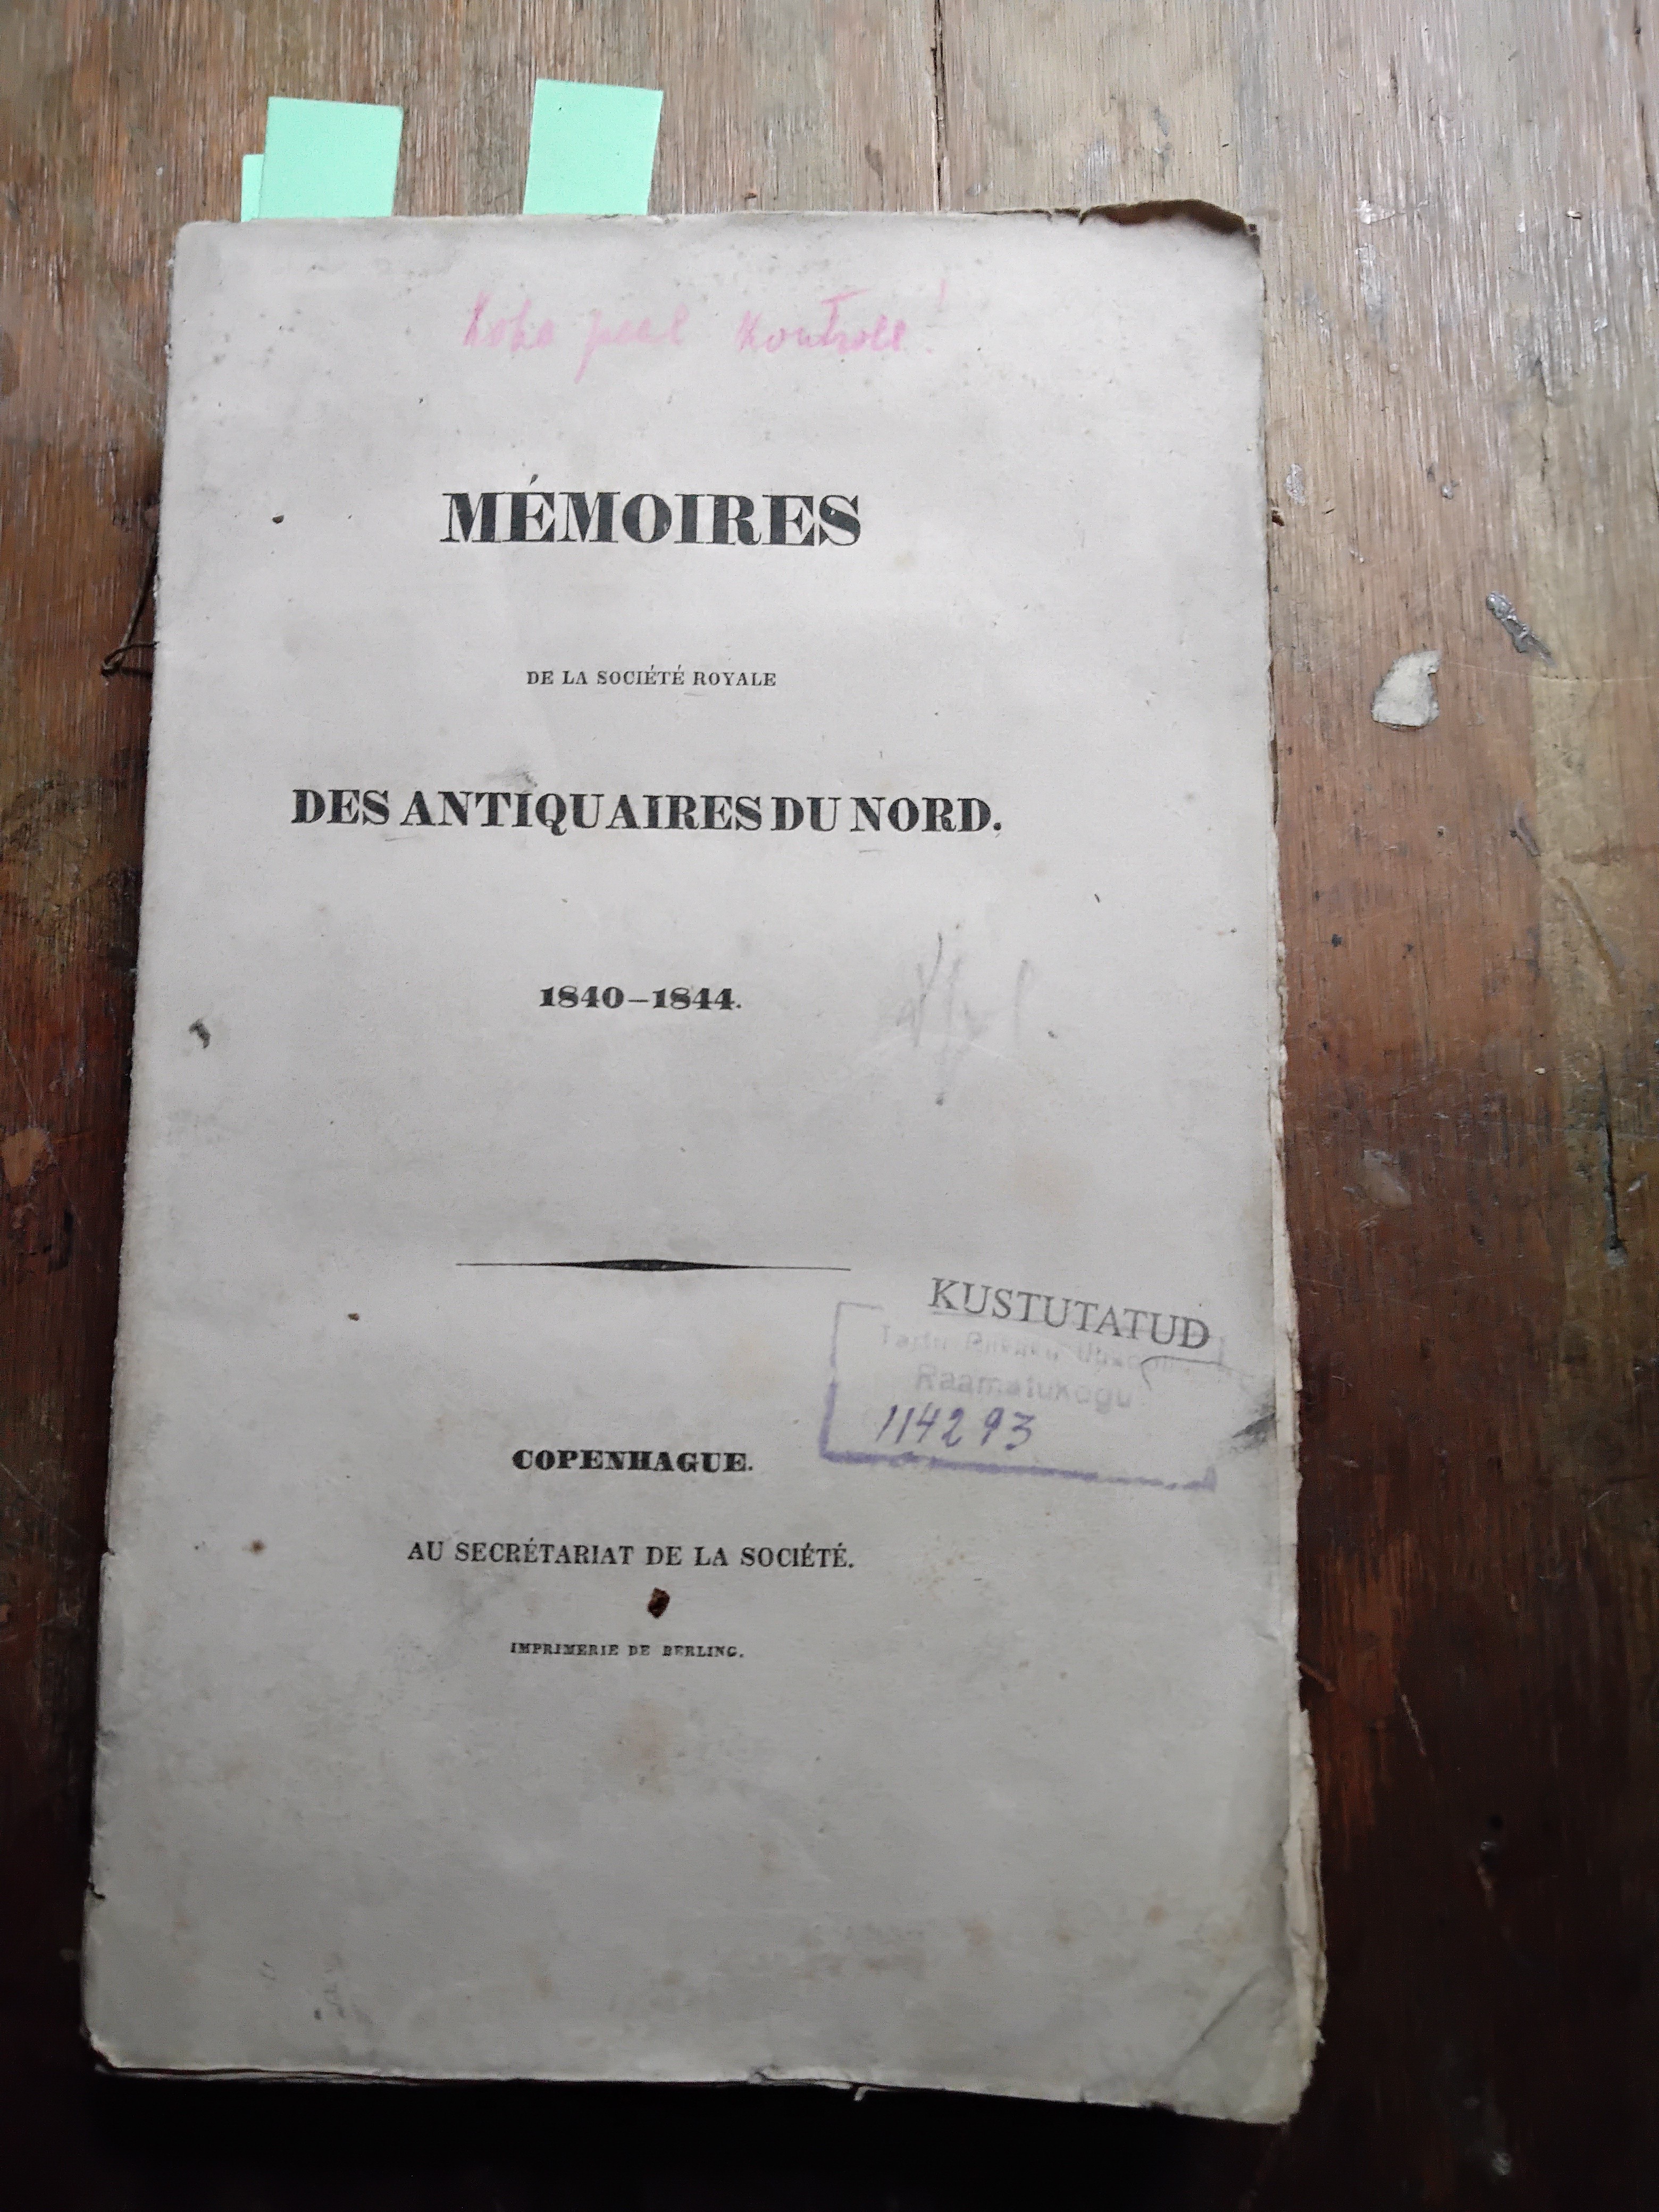 Koha peal Kontroll!
MÉMOIRES
DE LA SOCIÉTÉ ROYALE
DES ANTIQUAIRES DU NORD.
1840–1844.
KUSTUTATUD
Raamatukogu
114293
COPENHAGUE.
AU SECRÉTARIAT DE LA SOCIÉTÉ.
IMPRIMERIE DE BERLING.